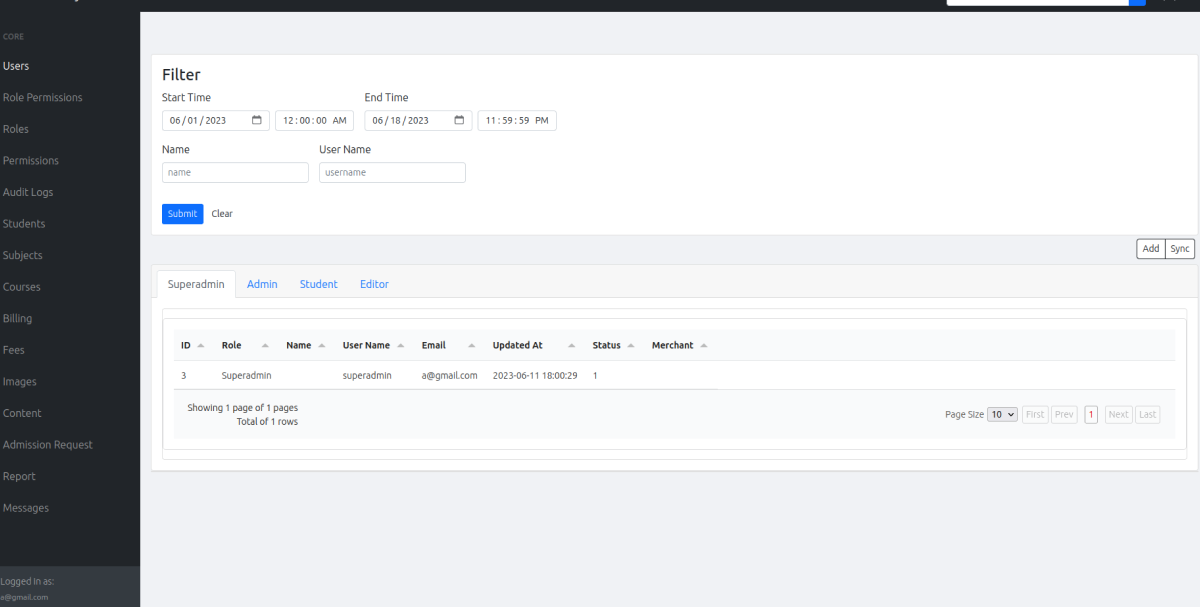 CORE
Users
Role Permissions
Roles
Permissions
Audit Logs
Students
Subjects
Courses
Billing
Fees
Images
Content
Admission Request
Report
Messages
Logged in as:
a@gmail.com
Filter
Start Time End Time
06/01/2023 12:00:00 AM 06/18/2023 11:59:59 PM
Name User Name
name username
Submit Clear
Add Sync
Superadmin Admin Student Editor
ID Role Name User Name Email Updated At Status Merchant
3 Superadmin superadmin a@gmail.com 2023-06-11 18:00:29 1
Showing 1 page of 1 pages
Total of 1 rows
Page Size 10 First Prev 1 Next Last